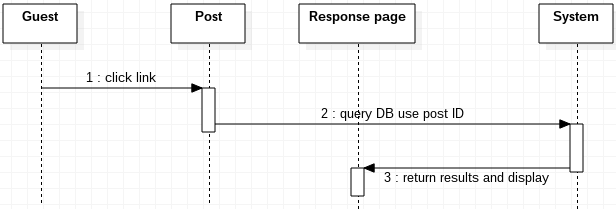 Guest
Post
Response page
System
1 : click link
2 : query DB use post ID
3 : return results and display